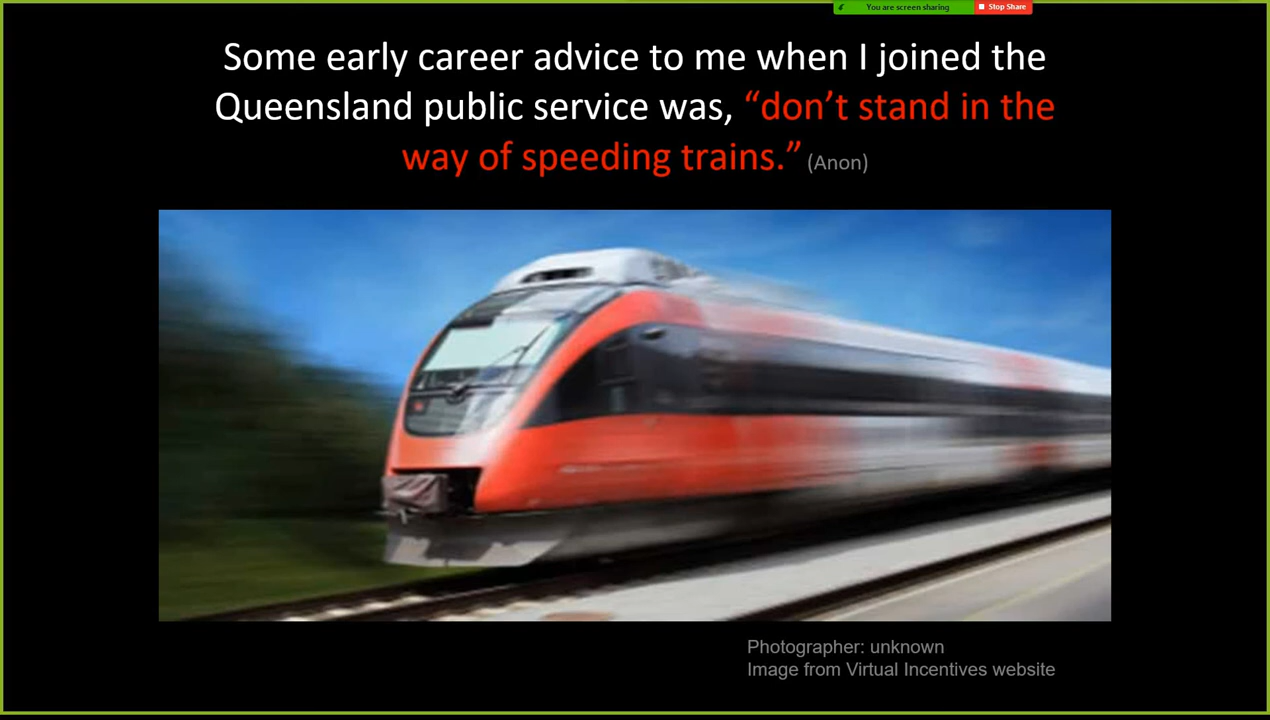 You are screen sharing
Stop Share
Some early career advice to me when I joined the
Queensland public service was, “don’t stand in the
way of speeding trains.” (Anon)
Photographer: unknown
Image from Virtual Incentives website